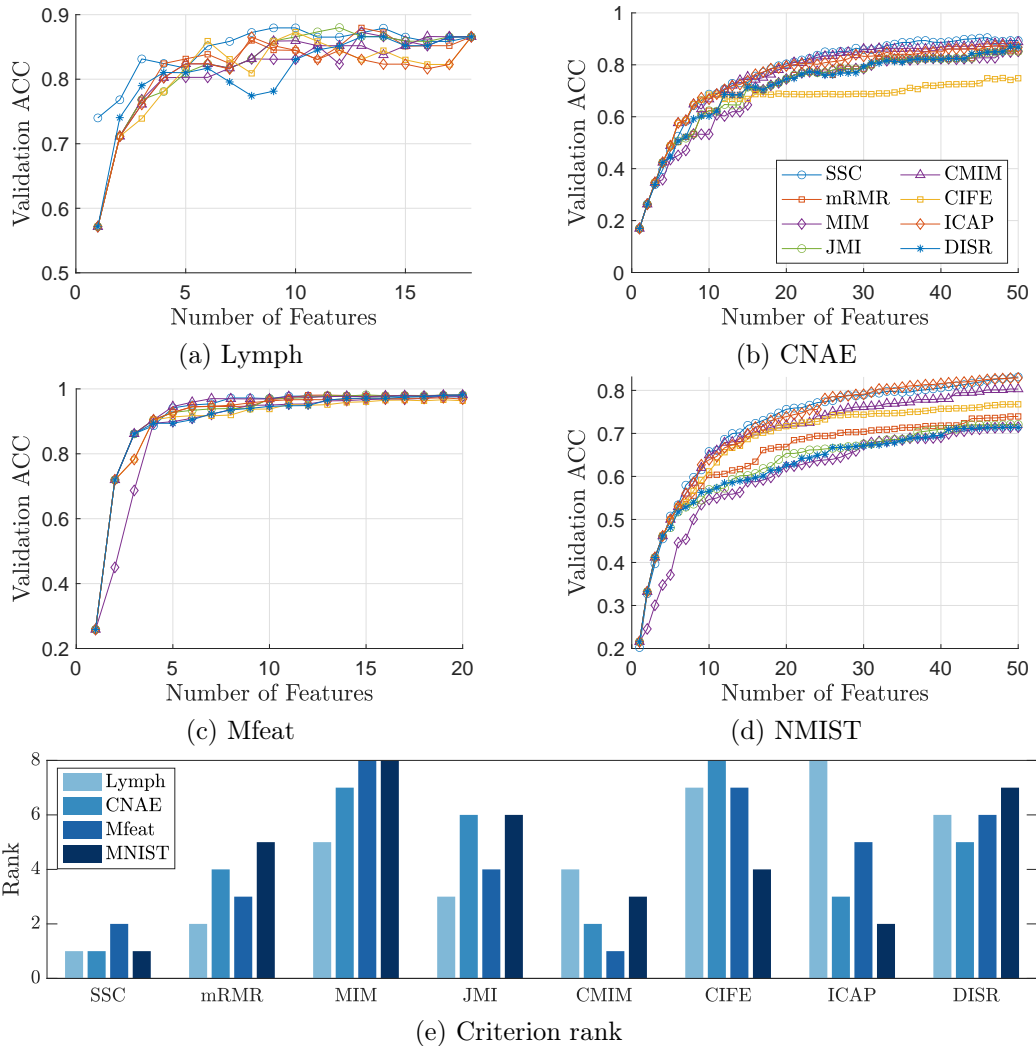 0.9
0.8
0.7
0.6
0.5
0
5
10
15
Validation ACC
Number of Features
(a) Lymph
1
0.8
0.6
0.4
0.2
0
0
10
20
30
40
50
Validation ACC
SSC
mRMR
MIM
JMI
CMIM
CIFE
ICAP
DISR
Number of Features
(b) CNAE
1
0.8
0.6
0.4
0.2
0
5
10
15
20
Validation ACC
Number of Features
(c) Mfeat
0.8
0.7
0.6
0.5
0.4
0.3
0.2
0
10
20
30
40
50
Validation ACC
Number of Features
(d) NMIST
8
6
4
2
0
Rank
Lymph
CNAE
Mfeat
MNIST
SSC
mRMR
MIM
JMI
CMIM
CIFE
ICAP
DISR
(e) Criterion rank